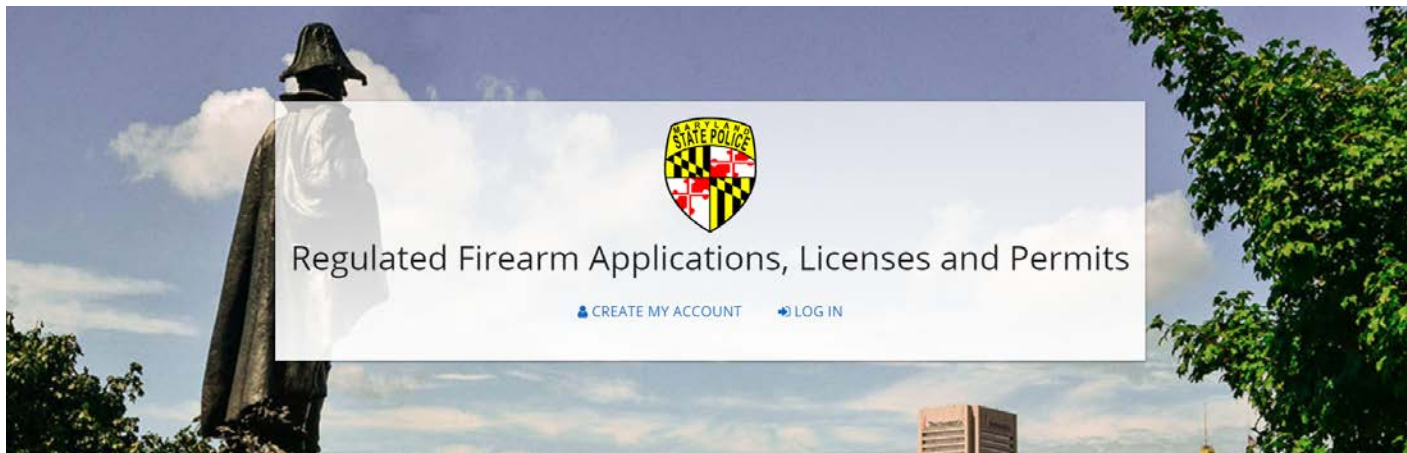 MARYLAND
STATE POLICE
Regulated Firearm Applications, Licenses and Permits
CREATE MY ACCOUNT LOG IN